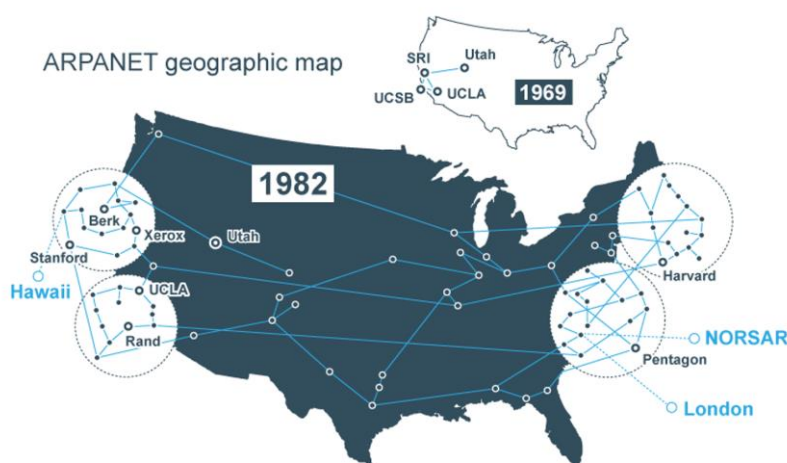 ARPANET geographic map
SRI
Utah
UCSB
UCLA
1969
1982
Berk
Xerox
Utah
Stanford
Hawaii
UCLA
Rand
Harvard
NORSAR
Pentagon
London